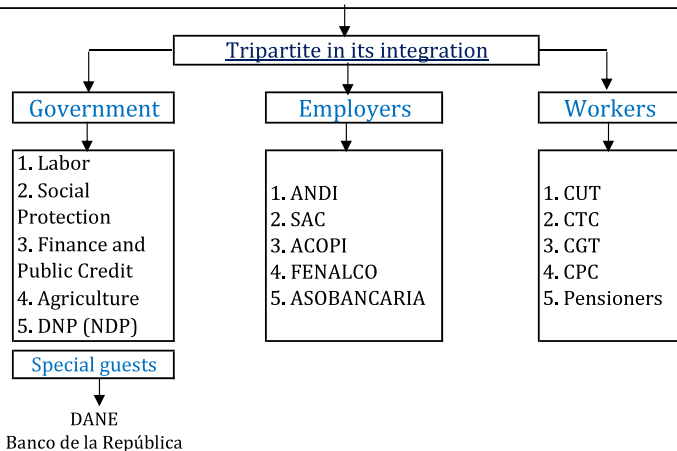 Tripartite in its integration
Government
Employers
Workers
1. Labor
2. Social
Protection
3. Finance and
Public Credit
4. Agriculture
5. DNP (NDP)
1. ANDI
2. SAC
3. ACOPI
4. FENALCO
5. ASOBANCARIA
1. CUT
2. CTC
3. CGT
4. CPC
5. Pensioners
Special guests
DANE
Banco de la República